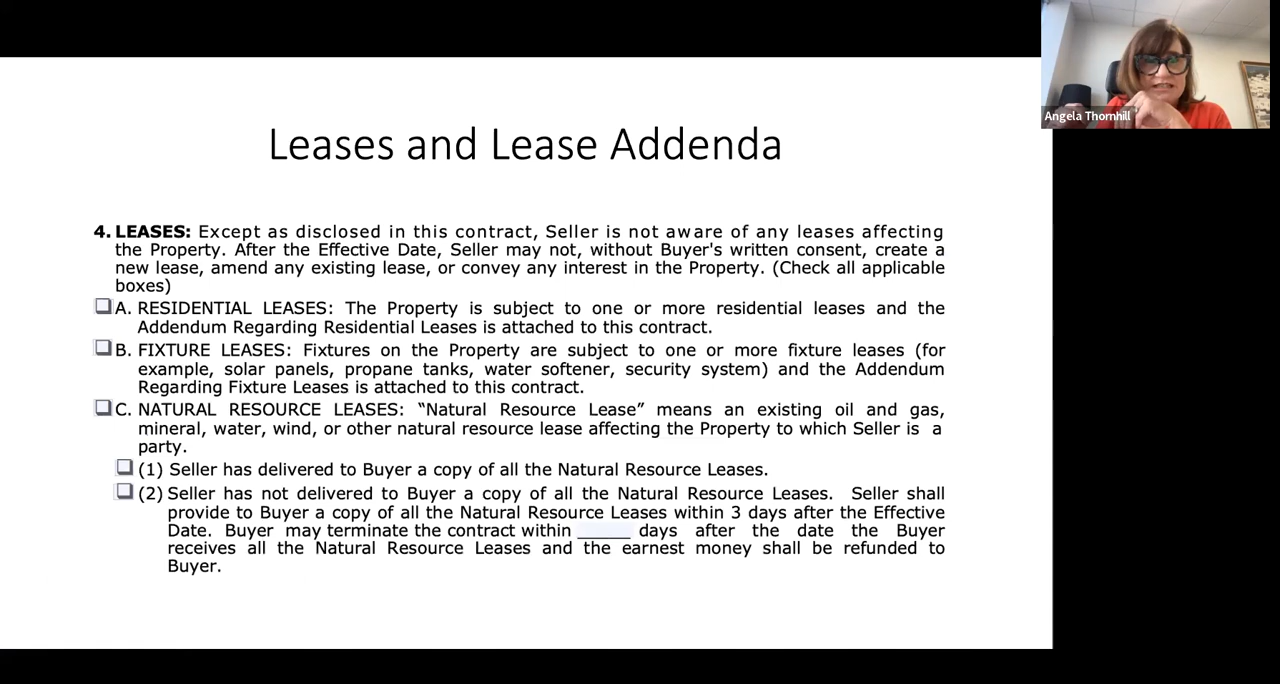 Angela Thornhill
Leases and Lease Addenda
4. LEASES: Except as disclosed in this contract, Seller is not aware of any leases affecting
the Property. After the Effective Date, Seller may not, without Buyer's written consent, create a
new lease, amend any existing lease, or convey any interest in the Property. (Check all applicable
boxes)
A. RESIDENTIAL LEASES: The Property is subject to one or more residential leases and the
Addendum Regarding Residential Leases is attached to this contract.
B. FIXTURE LEASES: Fixtures on the Property are subject to one or more fixture leases (for
example, solar panels, propane tanks, water softener, security system) and the Addendum
Regarding Fixture Leases is attached to this contract.
C. NATURAL RESOURCE LEASES: “Natural Resource Lease” means an existing oil and gas,
mineral, water, wind, or other natural resource lease affecting the Property to which Seller is a
party.
(1) Seller has delivered to Buyer a copy of all the Natural Resource Leases.
(2) Seller has not delivered to Buyer a copy of all the Natural Resource Leases. Seller shall
provide to Buyer a copy of all the Natural Resource Leases within 3 days after the Effective
Date. Buyer may terminate the contract within _____ days after the date the Buyer
receives all the Natural Resource Leases and the earnest money shall be refunded to
Buyer.